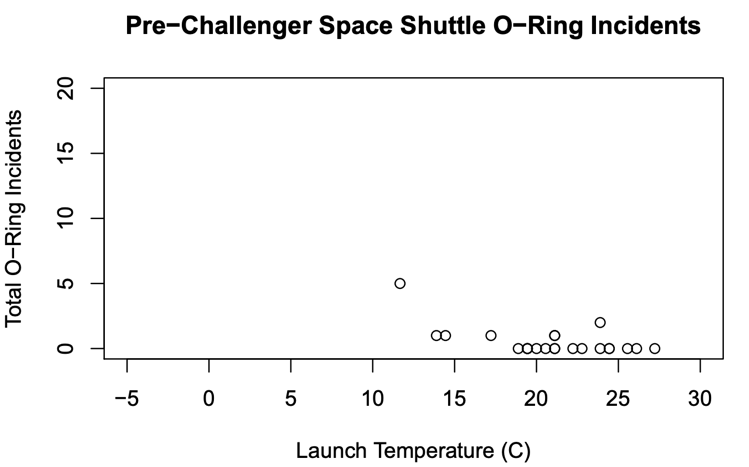 Pre−Challenger Space Shuttle O−Ring Incidents
Total O−Ring Incidents
20
15
10
5
0
−5 0 5 10 15 20 25 30
Launch Temperature (C)